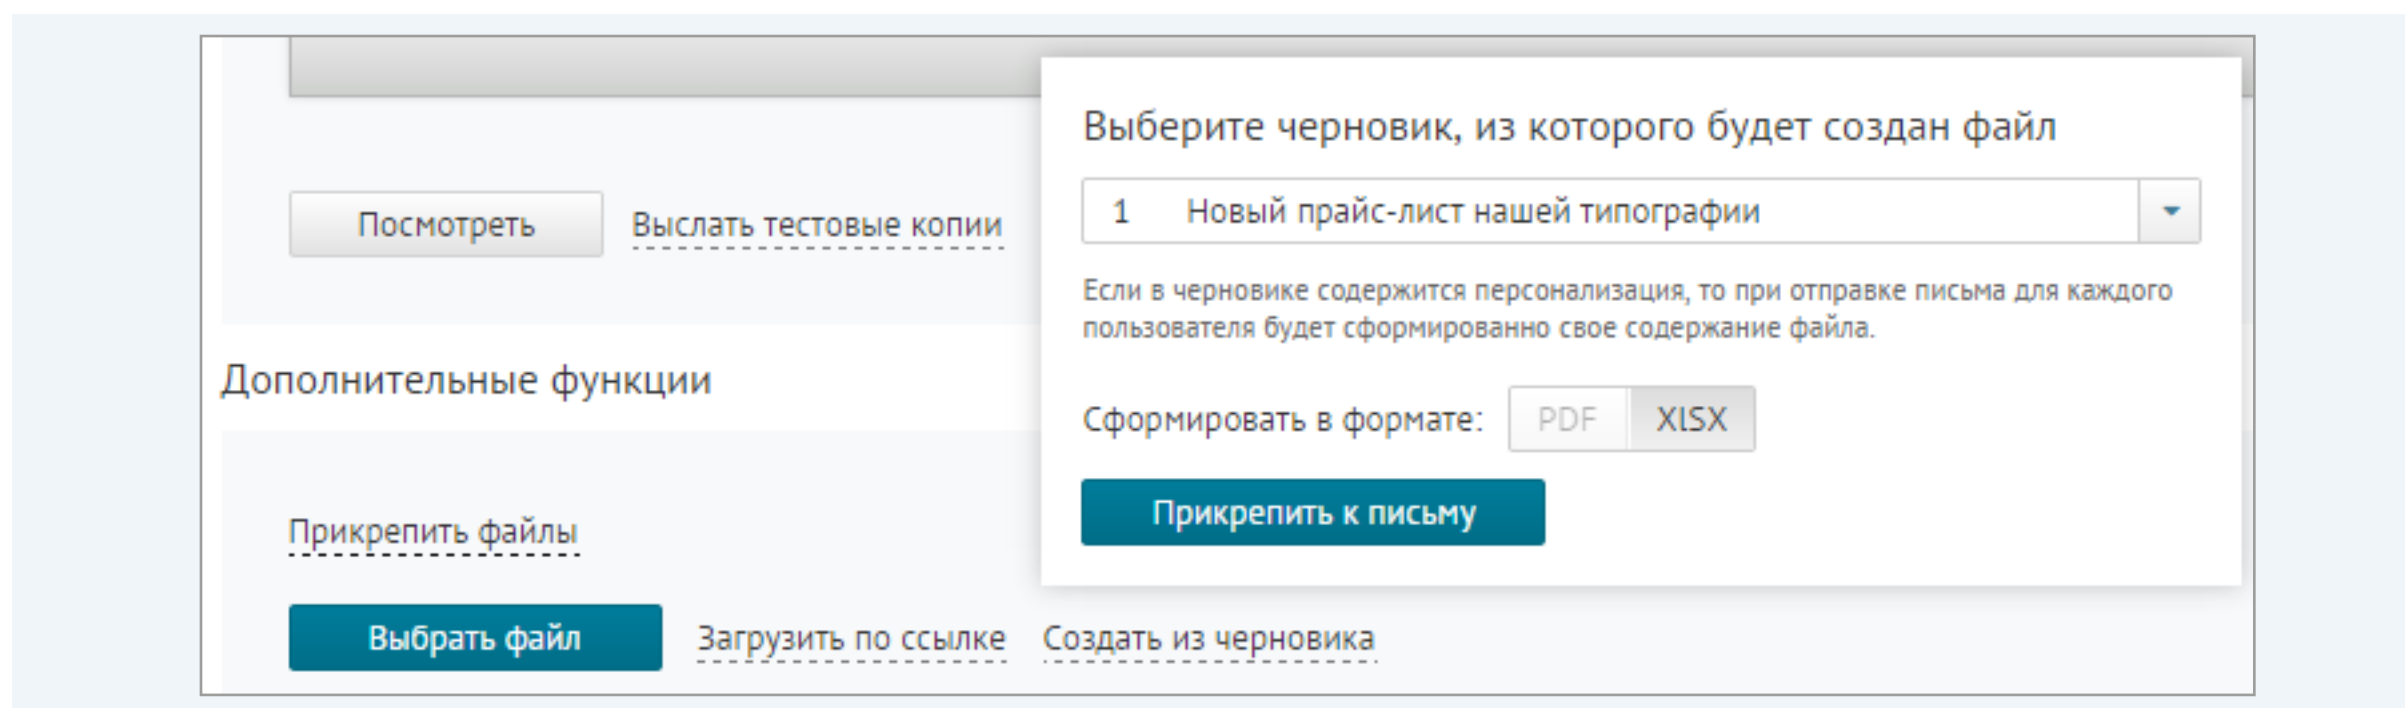 Выберите черновик, из которого будет создан файл
1 Новый прайс-лист нашей типографии
Посмотреть Выслать тестовые копии
Если в черновике содержится персонализация, то при отправке письма для каждого
пользователя будет сформированно свое содержание файла.
Дополнительные функции
Сформировать в формате: PDF XlSX
Прикрепить к письму
Прикрепить файлы
Выбрать файл Загрузить по ссылке Создать из черновика